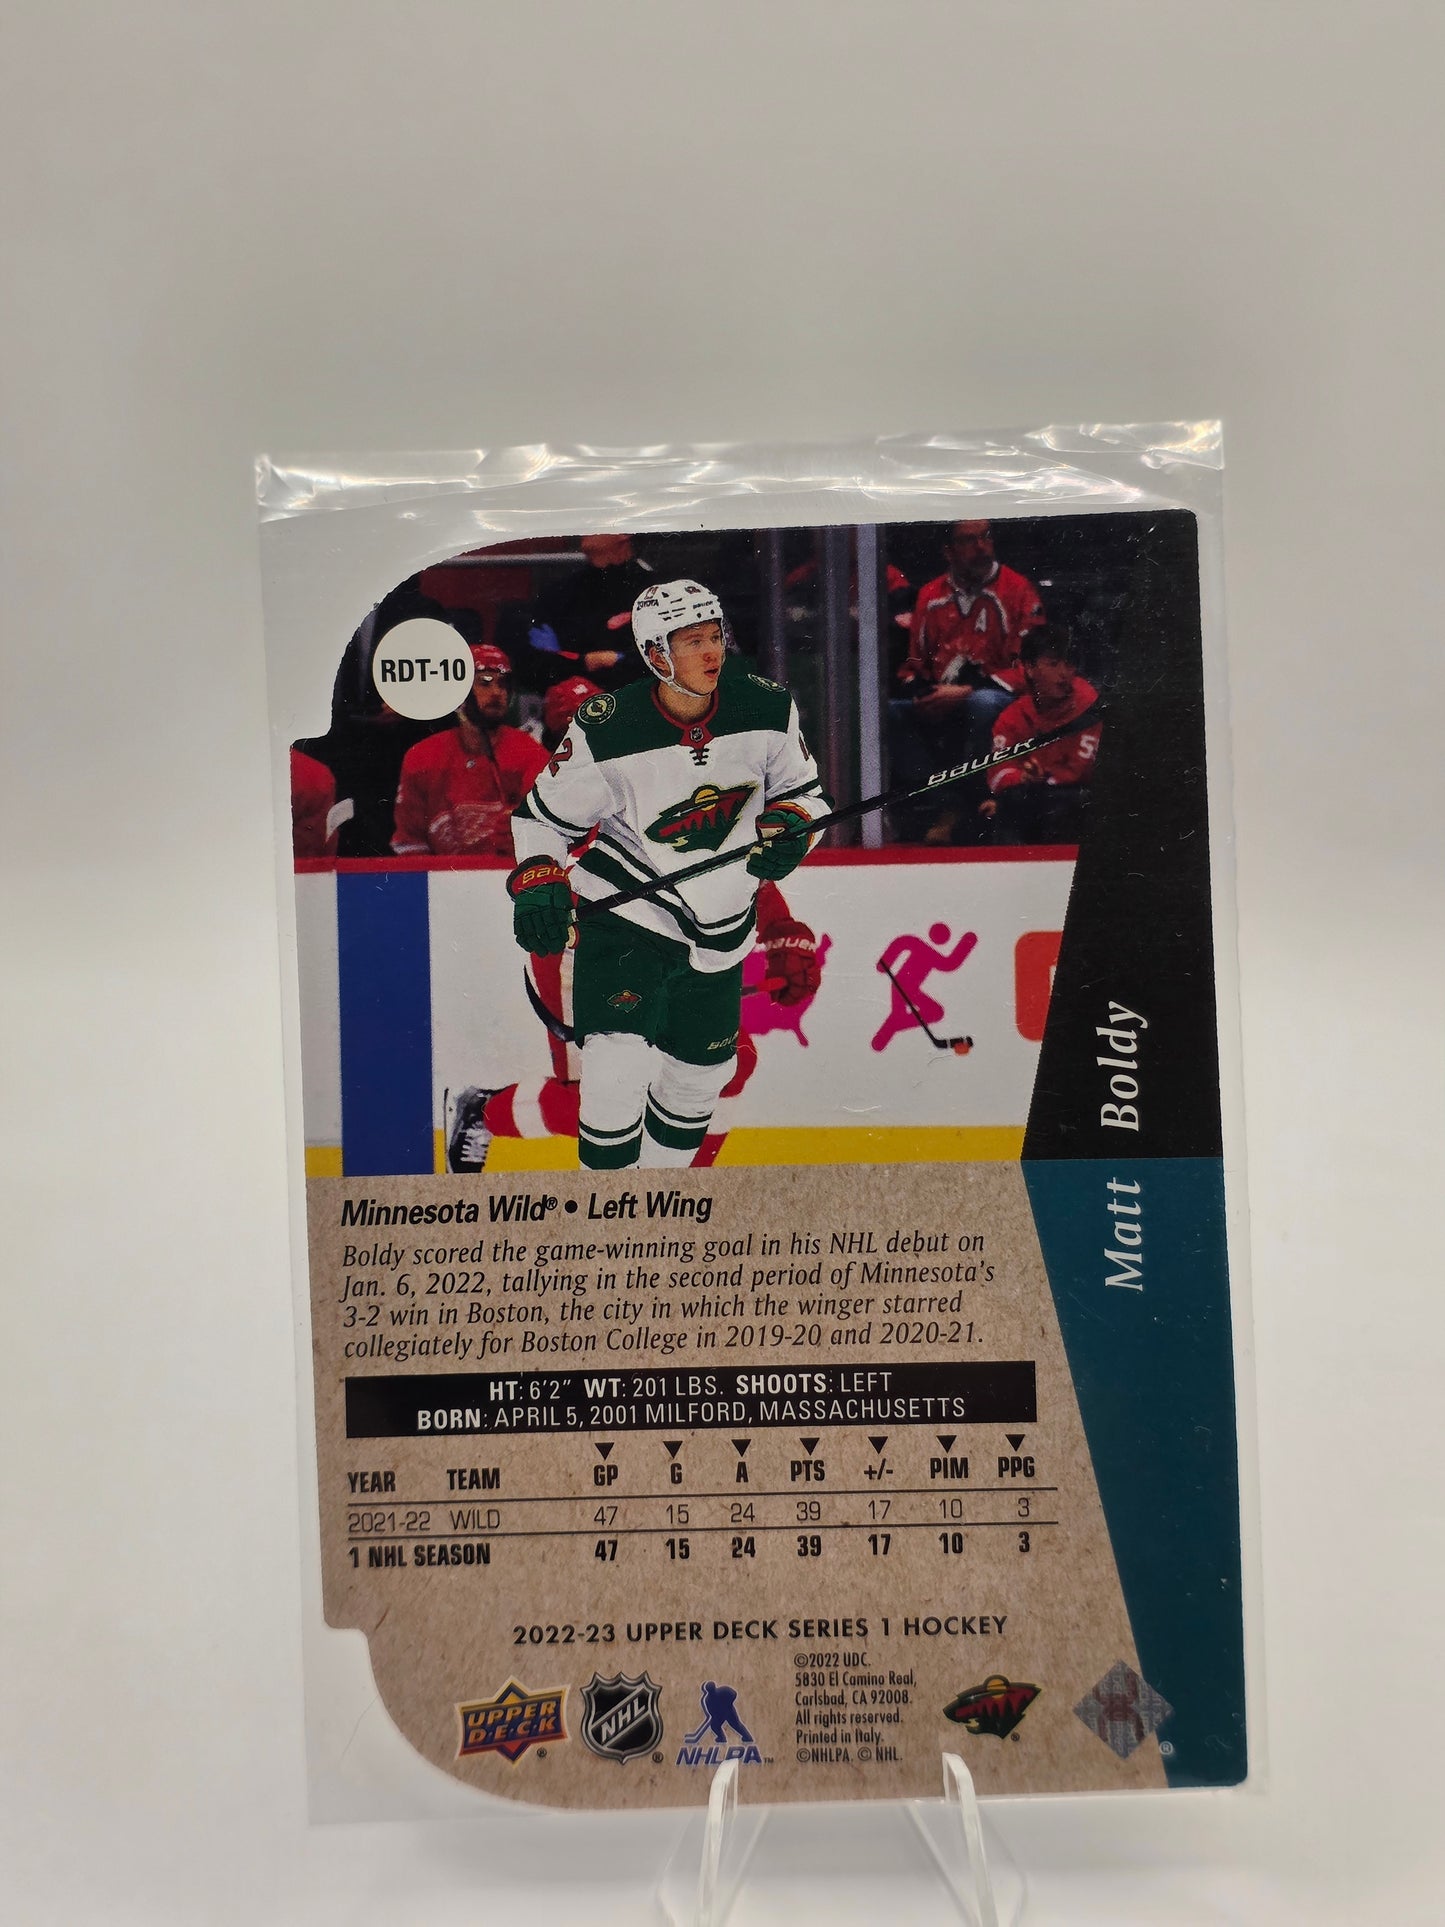 RDT-10
TOYOTA
BAUER
BAUER
Minnesota Wild® • Left Wing
Boldy scored the game-winning goal in his NHL debut on
Jan. 6, 2022, tallying in the second period of Minnesota's
3-2 win in Boston, the city in which the winger starred
collegiately for Boston College in 2019-20 and 2020-21.
Matt Boldy
HT: 6'2" WT: 201 LBS. SHOOTS: LEFT
BORN: APRIL 5, 2001 MILFORD, MASSACHUSETTS
YEAR TEAM GP G A PTS +/- PIM PPG
2021-22 WILD 47 15 24 39 17 10 3
1 NHL SEASON 47 15 24 39 17 10 3
2022-23 UPPER DECK SERIES 1 HOCKEY
©2022 UDC.
5830 El Camino Real,
Carlsbad, CA 92008.
All rights reserved.
Printed in Italy.
©NHLPA. © NHL.
UPPER
D·E·C·K ®
NHL ®
NHLPA™
®
®